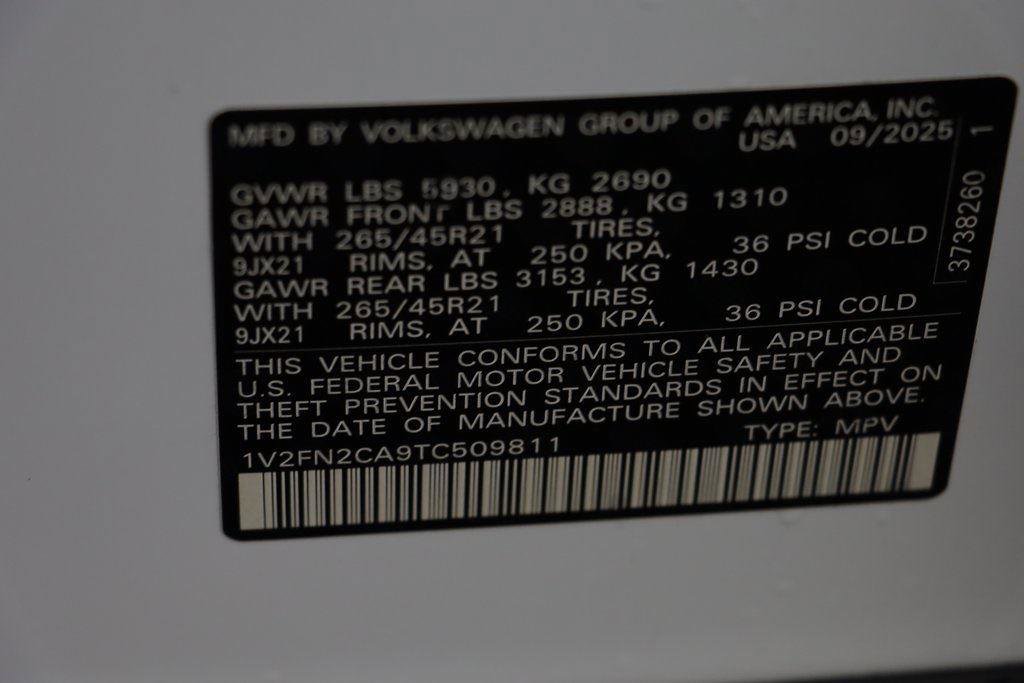 MFD BY VOLKSWAGEN GROUP OF AMERICA, INC.
USA 09/2025
GVWR LBS 5930, KG 2690
GAWR FRONT LBS 2888, KG 1310
WITH 265/45R21 TIRES,
9JX21 RIMS, AT 250 KPA, 36 PSI COLD
GAWR REAR LBS 3153, KG 1430
WITH 265/45R21 TIRES,
9JX21 RIMS, AT 250 KPA, 36 PSI COLD
THIS VEHICLE CONFORMS TO ALL APPLICABLE
U.S. FEDERAL MOTOR VEHICLE SAFETY AND
THEFT PREVENTION STANDARDS IN EFFECT ON
THE DATE OF MANUFACTURE SHOWN ABOVE.
1V2FN2CA9TC509811 TYPE: MPV
3738260 1